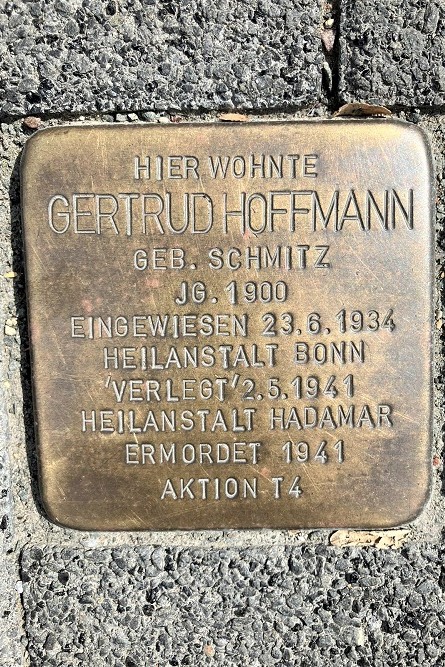 HIER WOHNTE
GERTRUD HOFFMANN
GEB. SCHMITZ
JG. 1900
EINGEWIESEN 23.6.1934
HEILANSTALT BONN
'VERLEGT' 2.5.1941
HEILANSTALT HADAMAR
ERMORDET 1941
AKTION T4